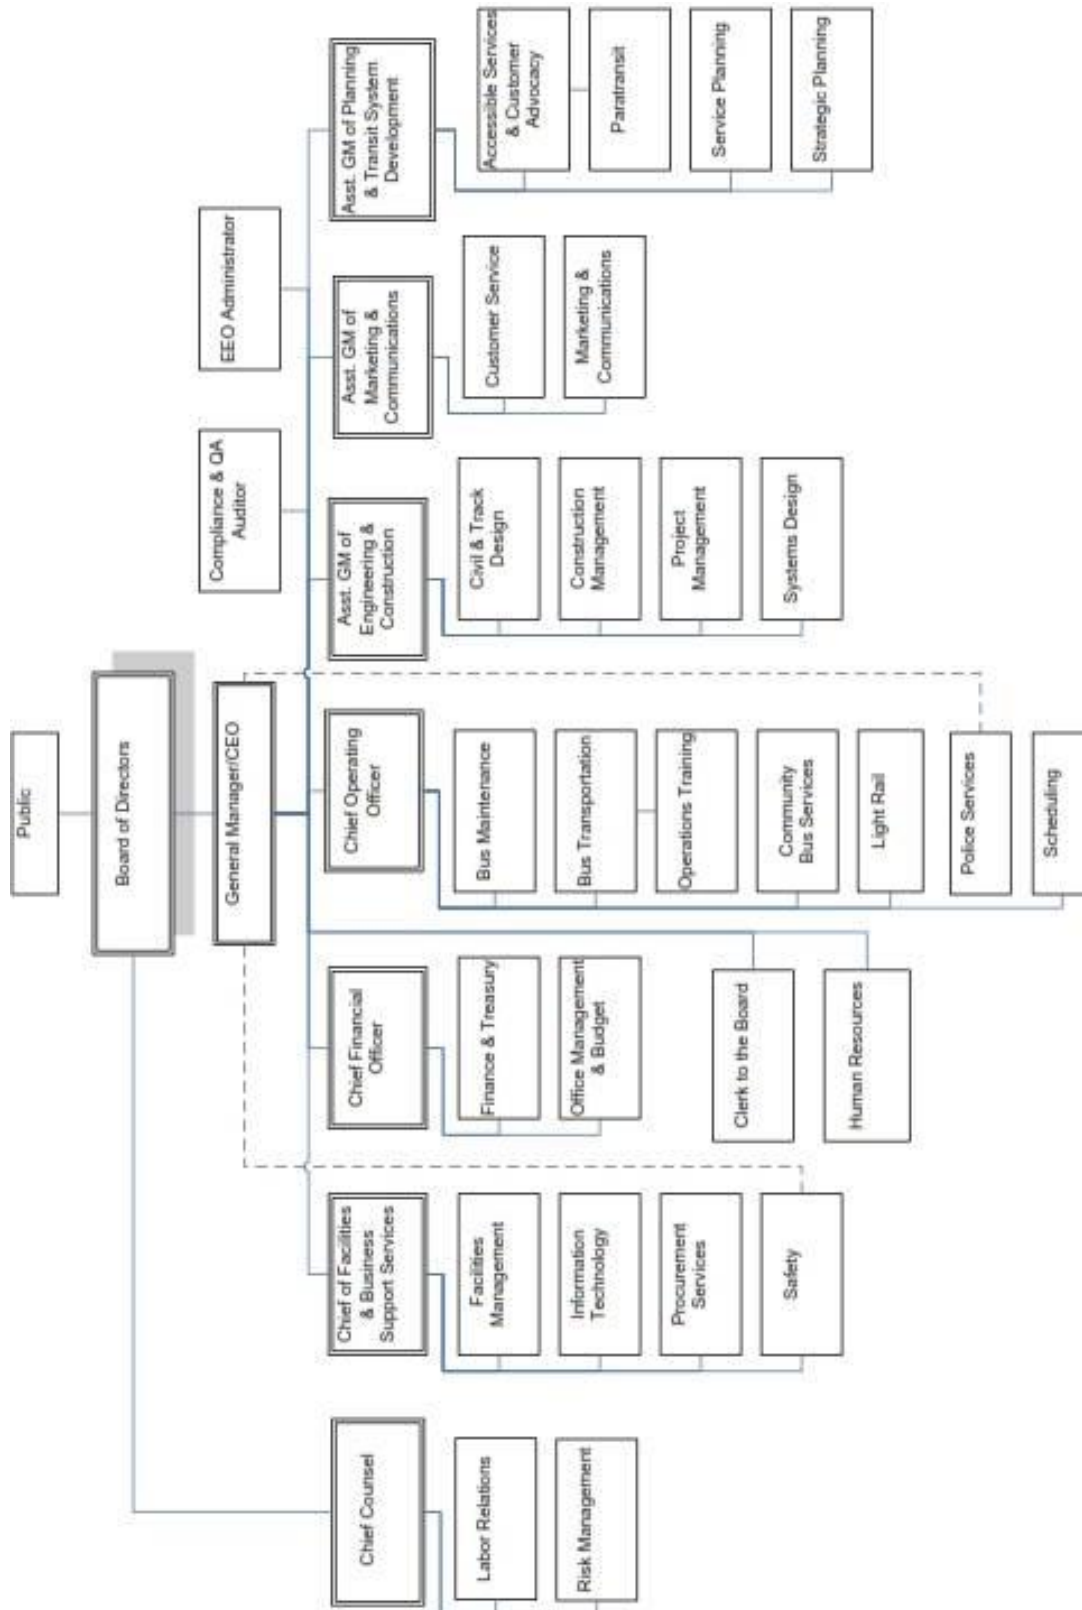 Public
Board of Directors
General Manager/CEO
Compliance & QA
Auditor
EEO Administrator
Chief Counsel
Labor Relations
Risk Management
Chief of Facilities
& Business
Support Services
Facilities
Management
Information
Technology
Procurement
Services
Safety
Chief Financial
Officer
Finance & Treasury
Office Management
& Budget
Clerk to the Board
Human Resources
Chief Operating
Officer
Bus Maintenance
Bus Transportation
Operations Training
Community
Bus Services
Light Rail
Police Services
Scheduling
Asst. GM of
Engineering &
Construction
Civil & Track
Design
Construction
Management
Project
Management
Systems Design
Asst. GM of
Marketing &
Communications
Customer Service
Marketing &
Communications
Asst. GM of Planning
& Transit System
Development
Accessible Services
& Customer
Advocacy
Paratransit
Service Planning
Strategic Planning